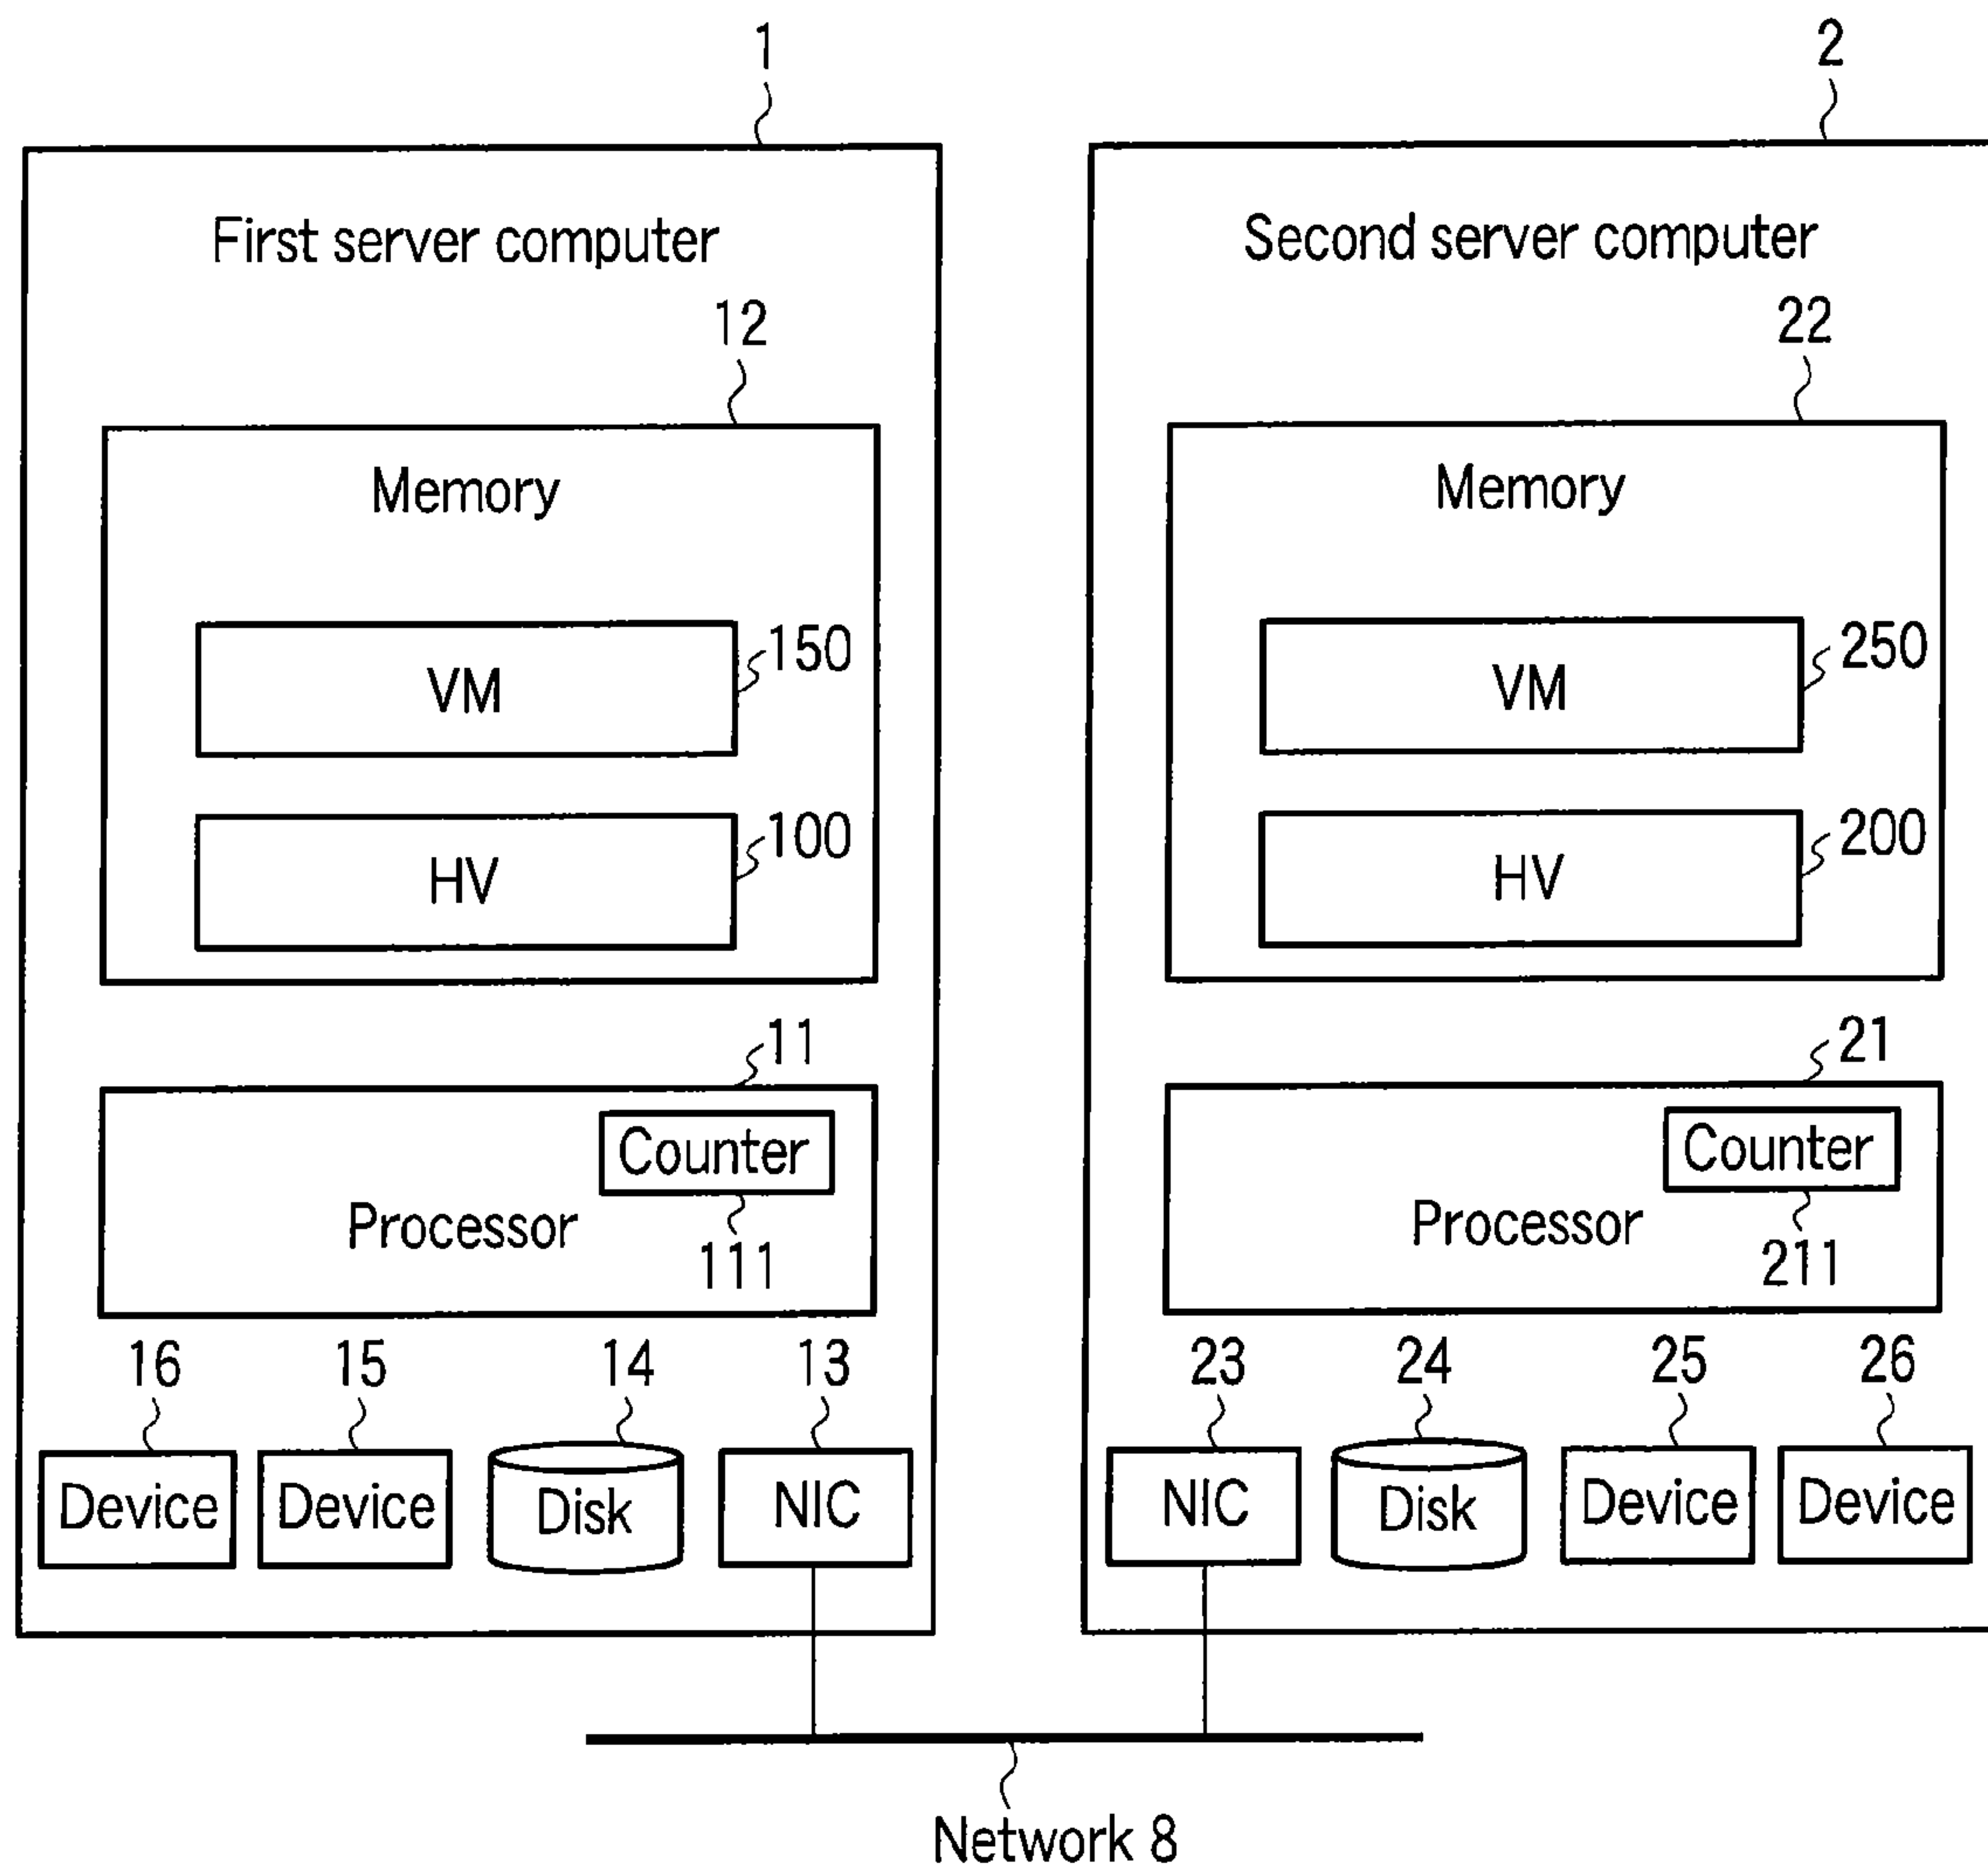 1
First server computer
12
Memory
VM
150
HV
100
11
Counter
Processor
111
16
15
14
13
Device
Device
Disk
NIC
2
Second server computer
22
Memory
VM
250
HV
200
21
Counter
Processor
211
23
24
25
26
NIC
Disk
Device
Device
Network 8